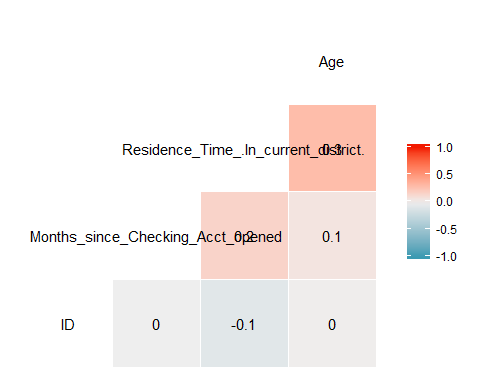 Age
Residence_Time_.In_current_district.
0.3
Months_since_Checking_Acct_opened
0.2
0.1
ID
0
-0.1
0
1.0
0.5
0.0
-0.5
-1.0